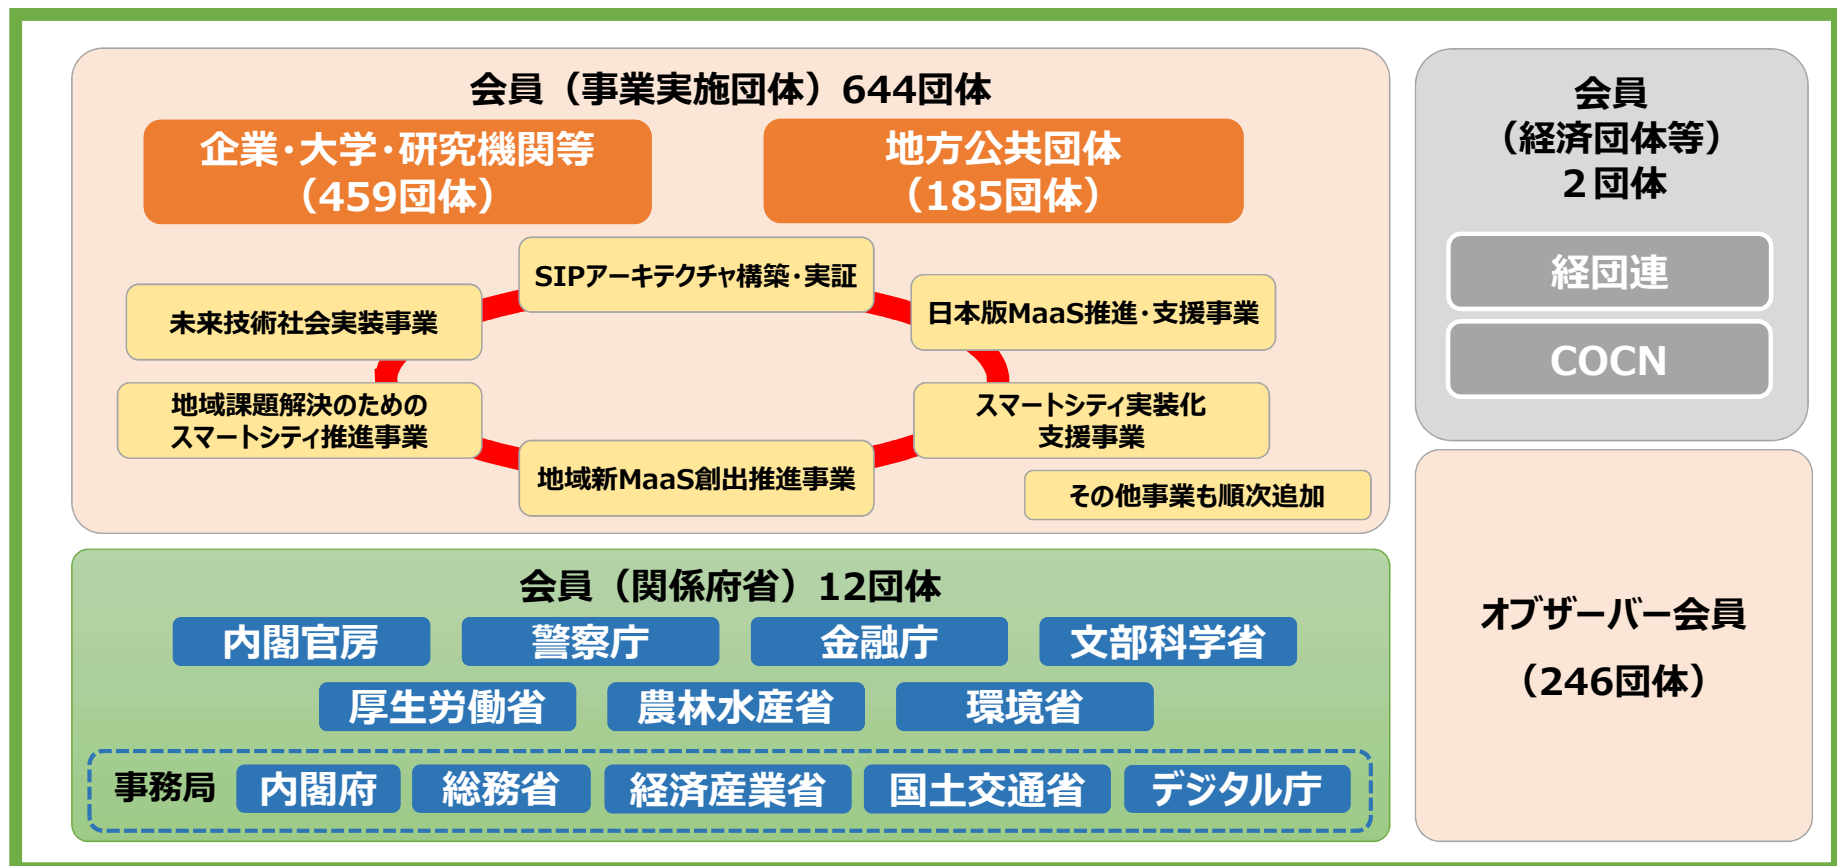 会員（事業実施団体）644団体
企業・大学・研究機関等
（459団体）
地方公共団体
（185団体）
SIPアーキテクチャ構築・実証
未来技術社会実装事業
日本版MaaS推進・支援事業
地域課題解決のための
スマートシティ推進事業
スマートシティ実装化
支援事業
地域新MaaS創出推進事業
その他事業も順次追加
会員
（経済団体等）
２団体
経団連
COCN
会員（関係府省）12団体
内閣官房
警察庁
金融庁
文部科学省
厚生労働省
農林水産省
環境省
事務局
内閣府
総務省
経済産業省
国土交通省
デジタル庁
オブザーバー会員
（246団体）